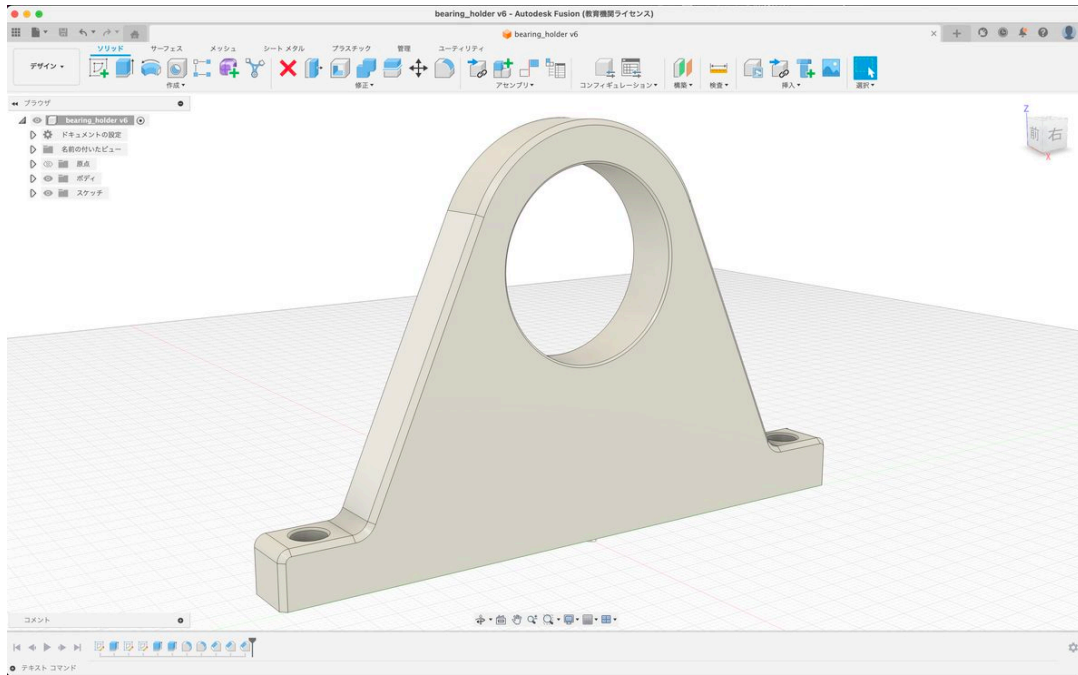 bearing_holder v6 - Autodesk Fusion (教育機関ライセンス)
bearing_holder v6
デザイン
ソリッド サーフェス メッシュ シート メタル プラスチック 管理 ユーティリティ
作成 修正 アセンブリ コンフィギュレーション 構築 検査 挿入 選択
ブラウザ
bearing_holder v6
ドキュメントの設定
名前の付いたビュー
原点
ボディ
スケッチ
Z
前 右
X
コメント
テキスト コマンド